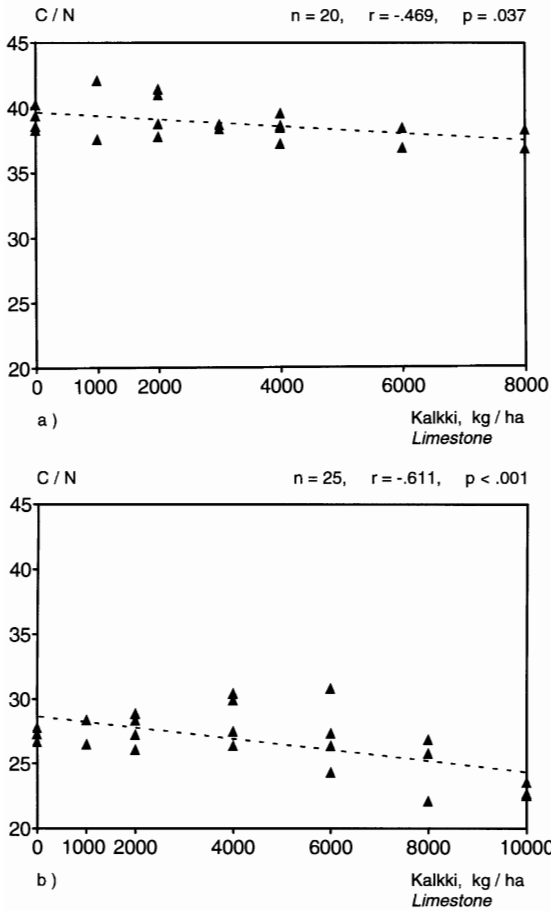 C / N n = 20, r = -.469, p = .037
45
40
35
30
25
20
0 1000 2000 4000 6000 8000
a ) Kalkki, kg / ha
Limestone
C / N n = 25, r = -.611, p < .001
45
40
35
30
25
20
0 1000 2000 4000 6000 8000 10000
b ) Kalkki, kg / ha
Limestone